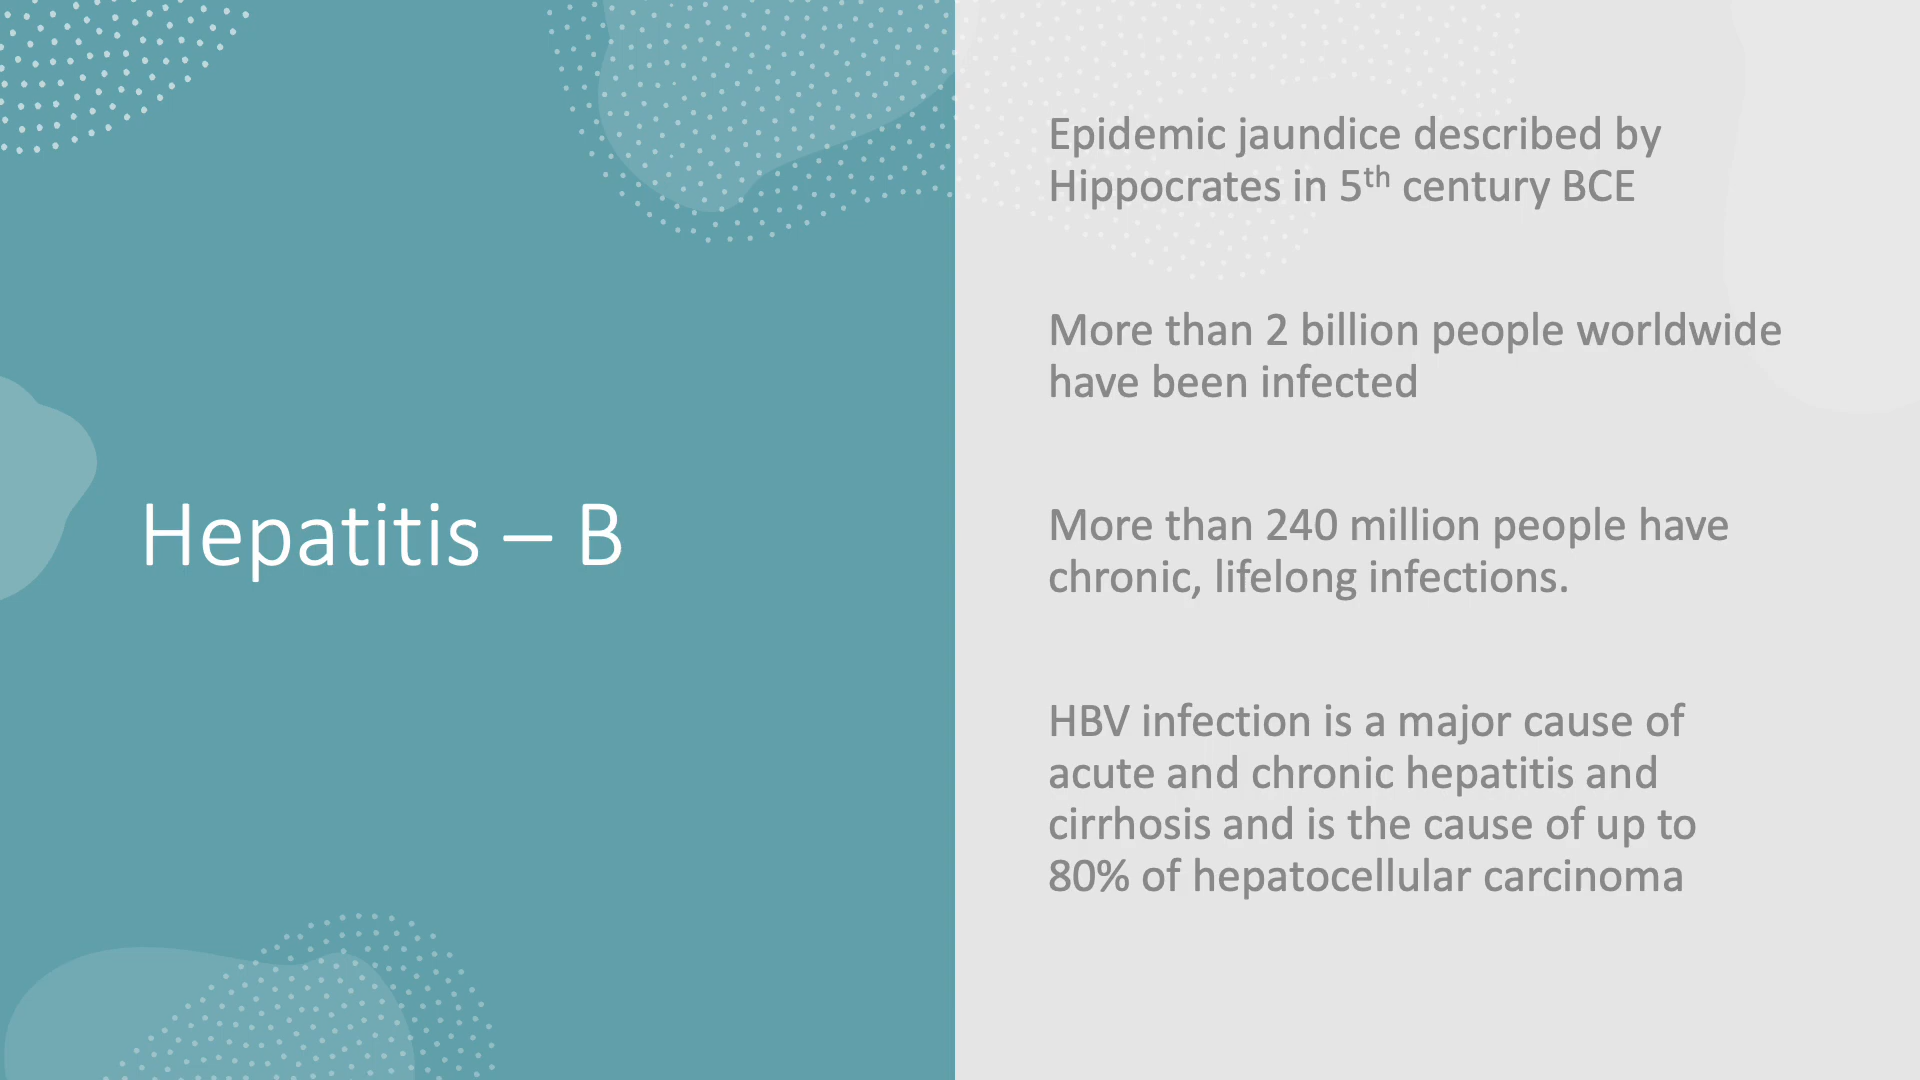 Hepatitis – B
Epidemic jaundice described by
Hippocrates in 5th century BCE
More than 2 billion people worldwide
have been infected
More than 240 million people have
chronic, lifelong infections.
HBV infection is a major cause of
acute and chronic hepatitis and
cirrhosis and is the cause of up to
80% of hepatocellular carcinoma